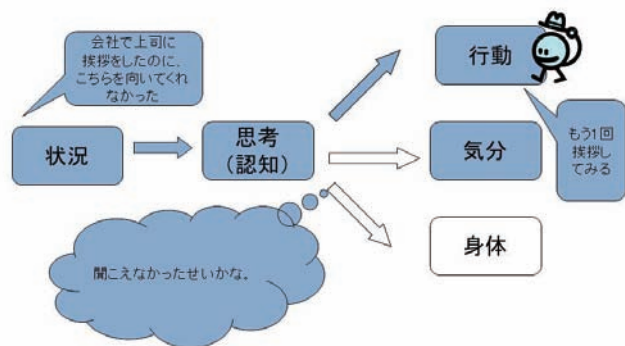 会社で上司に
挨拶をしたのに、
こちらを向いてくれ
なかった
状況
思考
（認知）
行動
気分
身体
もう1回
挨拶し
てみる
聞こえなかったせいかな。